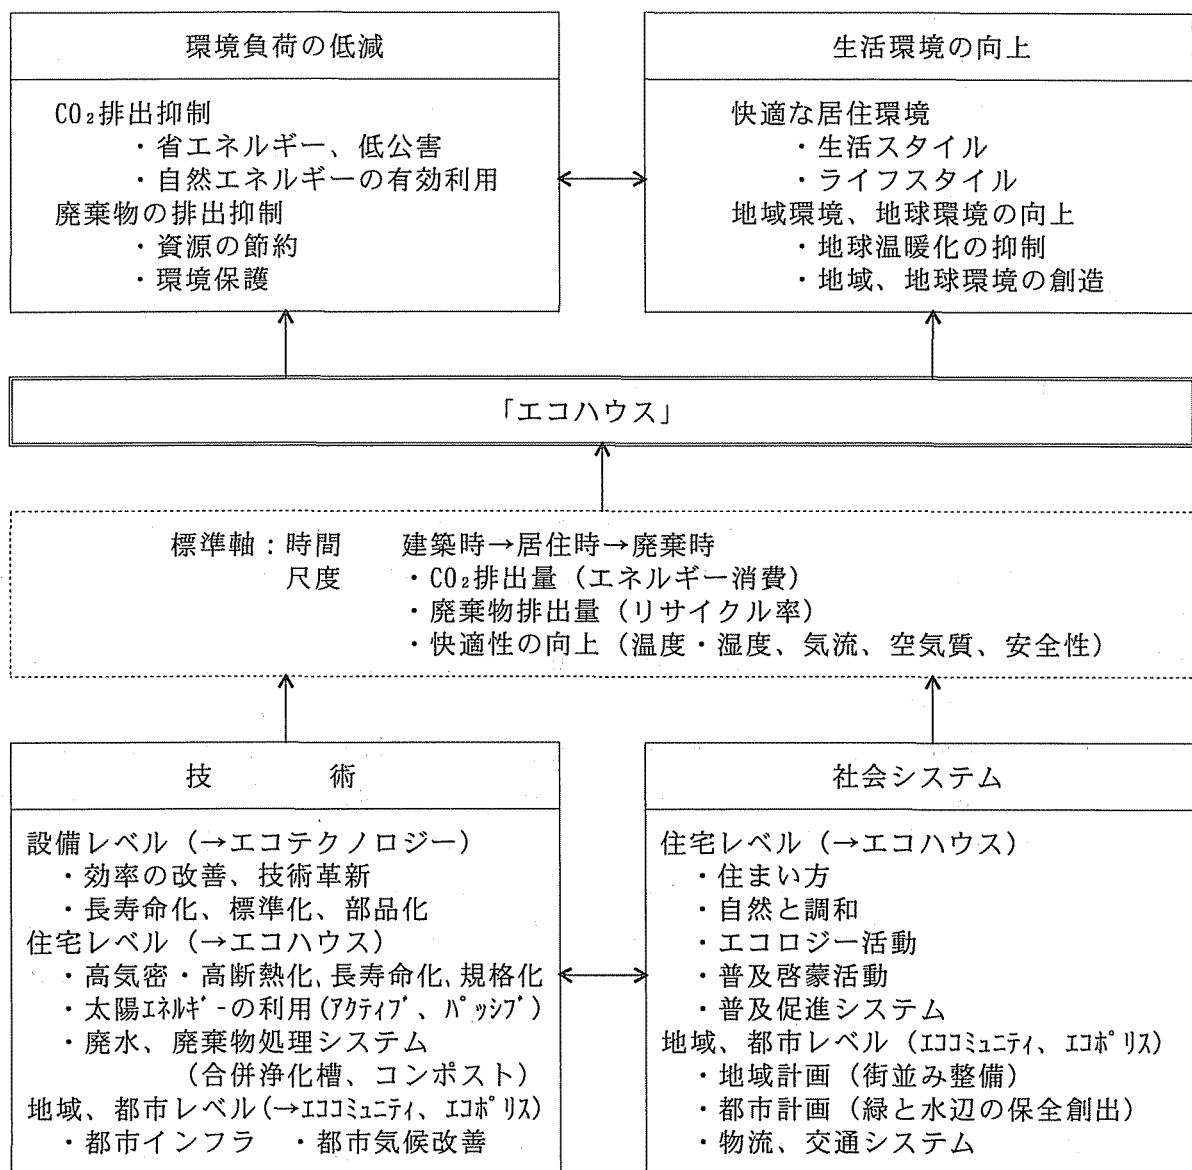 環境負荷の低減
CO₂排出抑制
・省エネルギー、低公害
・自然エネルギーの有効利用
廃棄物の排出抑制
・資源の節約
・環境保護
生活環境の向上
快適な居住環境
・生活スタイル
・ライフスタイル
地域環境、地球環境の向上
・地球温暖化の抑制
・地域、地球環境の創造
「エコハウス」
標準軸：時間　建築時→居住時→廃棄時
尺度　・CO₂排出量（エネルギー消費）
・廃棄物排出量（リサイクル率）
・快適性の向上（温度・湿度、気流、空気質、安全性）
技　術
設備レベル（→エコテクノロジー）
・効率の改善、技術革新
・長寿命化、標準化、部品化
住宅レベル（→エコハウス）
・高気密・高断熱化,長寿命化,規格化
・太陽ｴﾈﾙｷﾞｰの利用(ｱｸﾃｨﾌﾞ、ﾊﾟｯｼﾌﾞ)
・廃水、廃棄物処理システム
（合併浄化槽、コンポスト）
地域、都市レベル(→ｴｺｺﾐｭﾆﾃｨ、ｴｺﾎﾟﾘｽ)
・都市インフラ　・都市気候改善
社会システム
住宅レベル（→エコハウス）
・住まい方
・自然と調和
・エコロジー活動
・普及啓蒙活動
・普及促進システム
地域、都市レベル（ｴｺｺﾐｭﾆﾃｨ、ｴｺﾎﾟﾘｽ）
・地域計画（街並み整備）
・都市計画（緑と水辺の保全創出）
・物流、交通システム